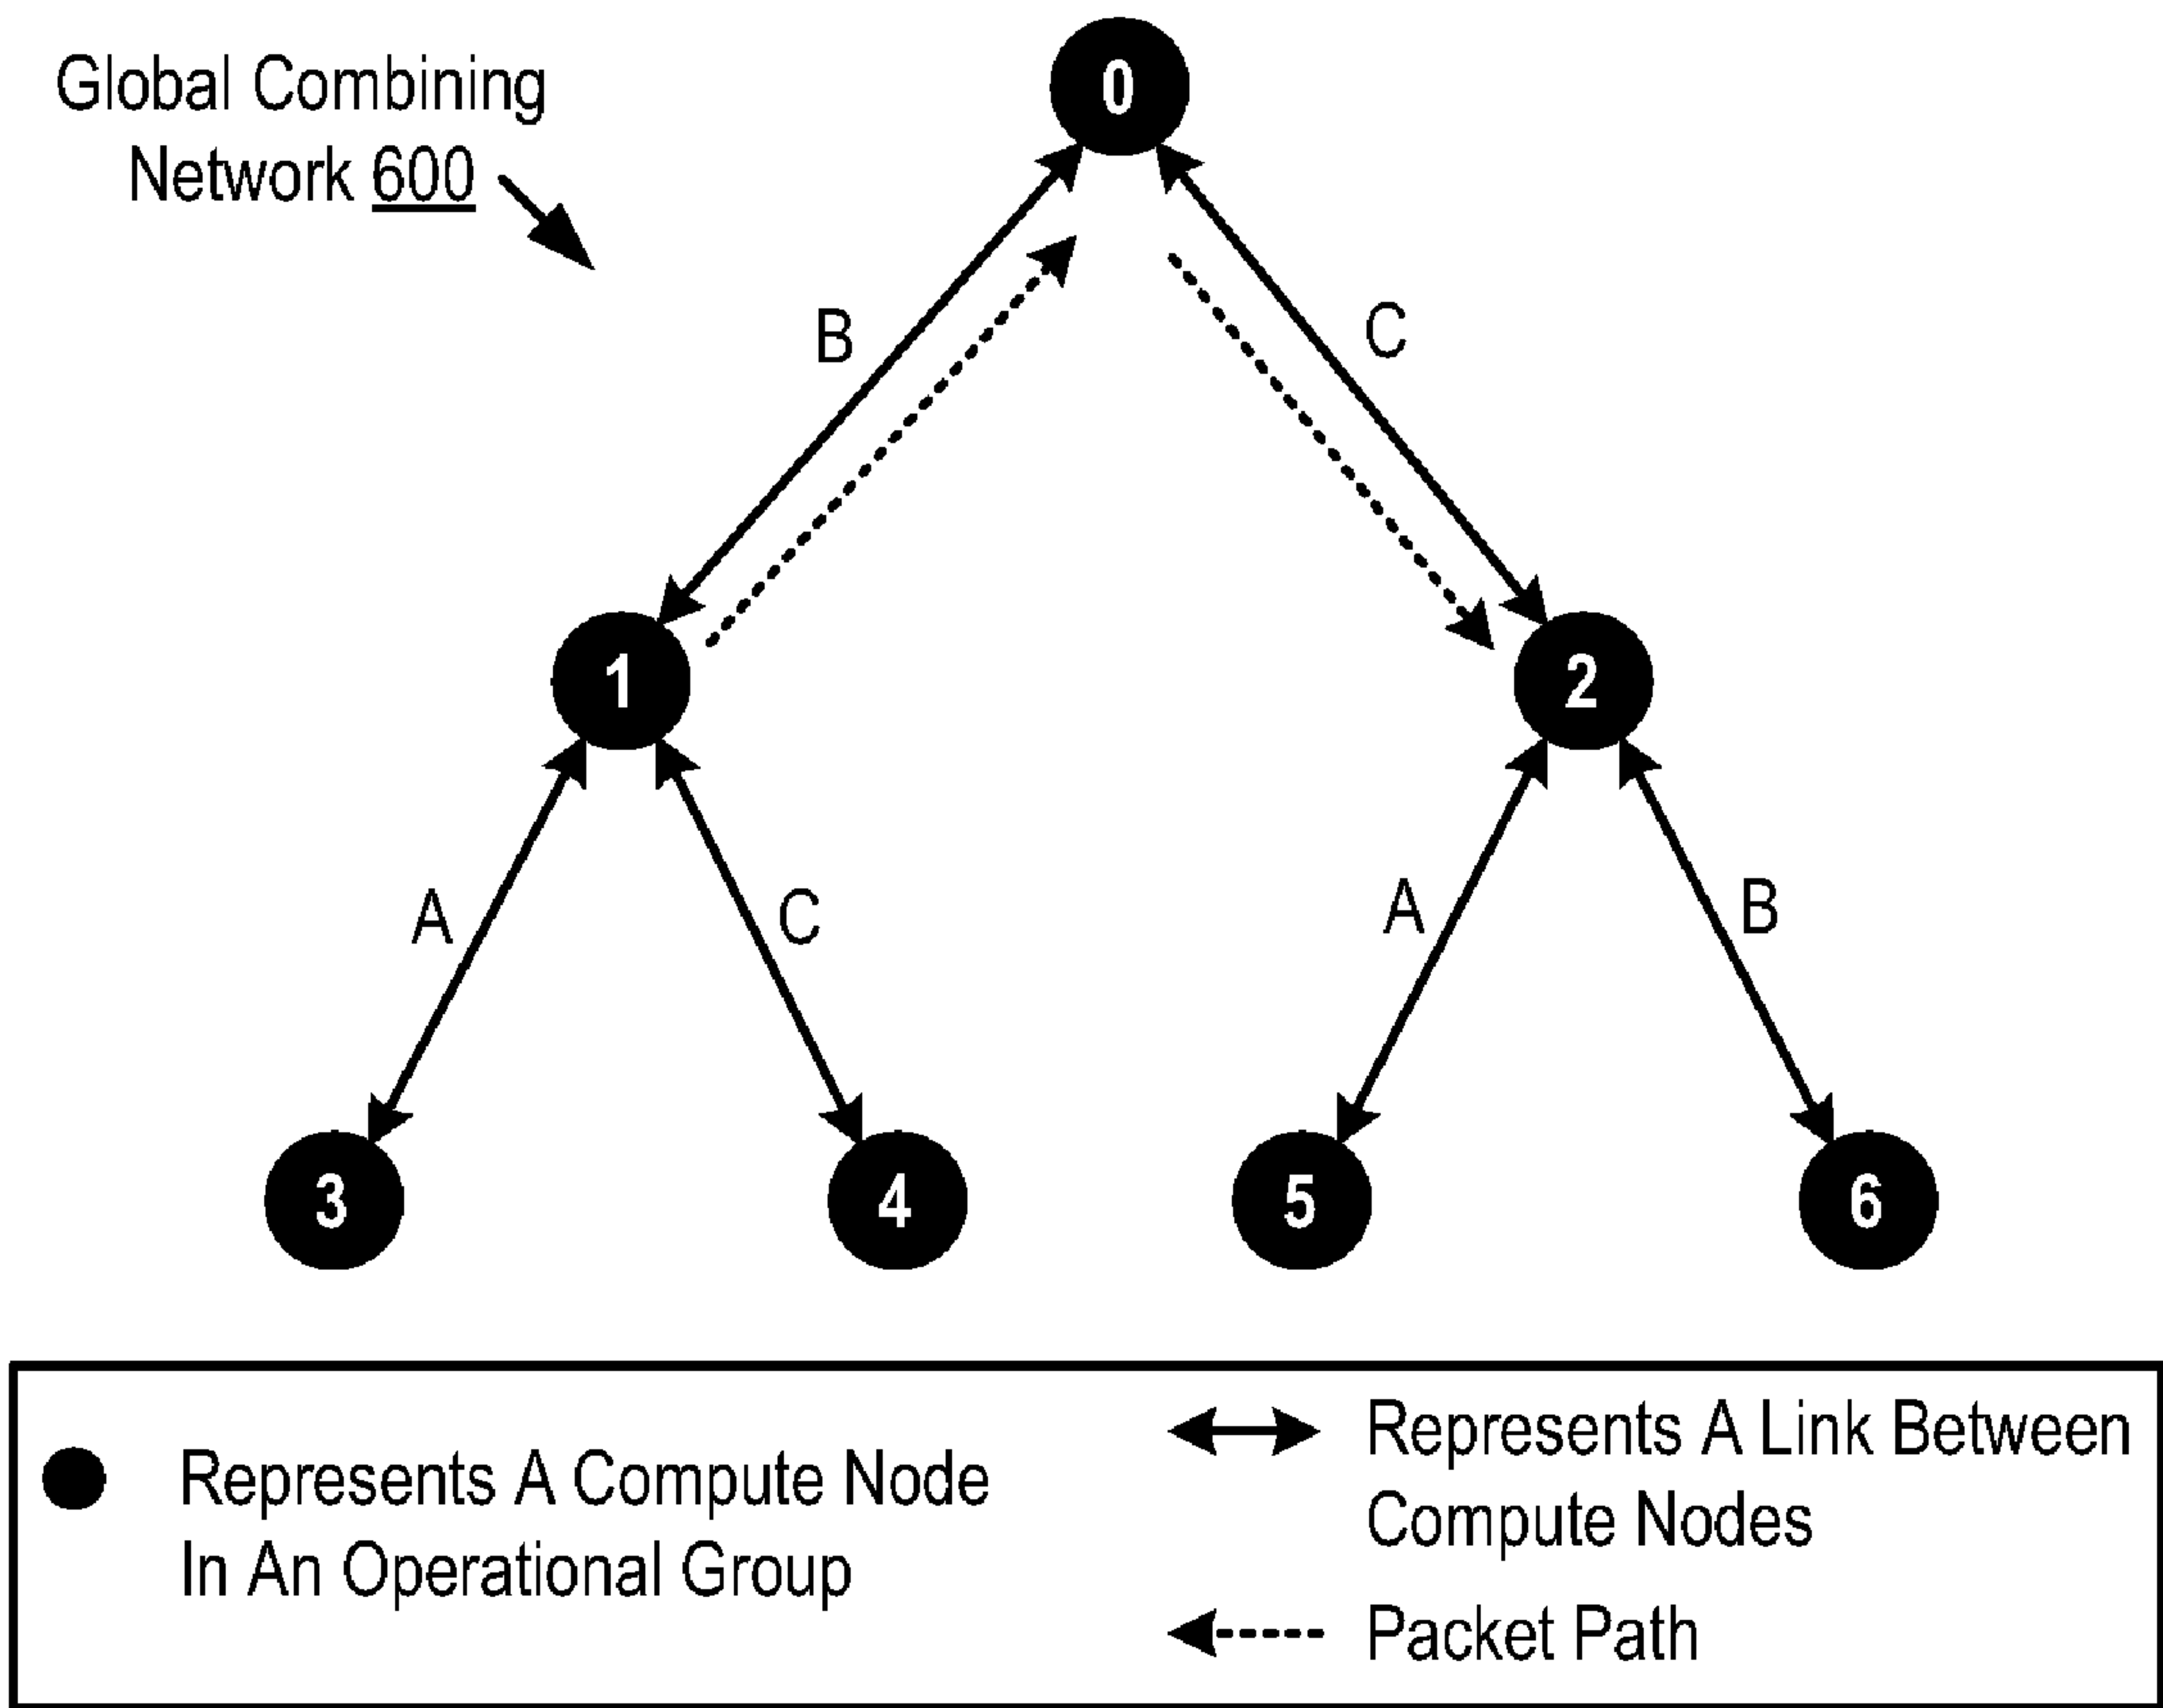 Global Combining
Network 600
0
B
C
1
2
A
C
A
B
3
4
5
6
Represents A Compute Node
In An Operational Group
Represents A Link Between
Compute Nodes
Packet Path